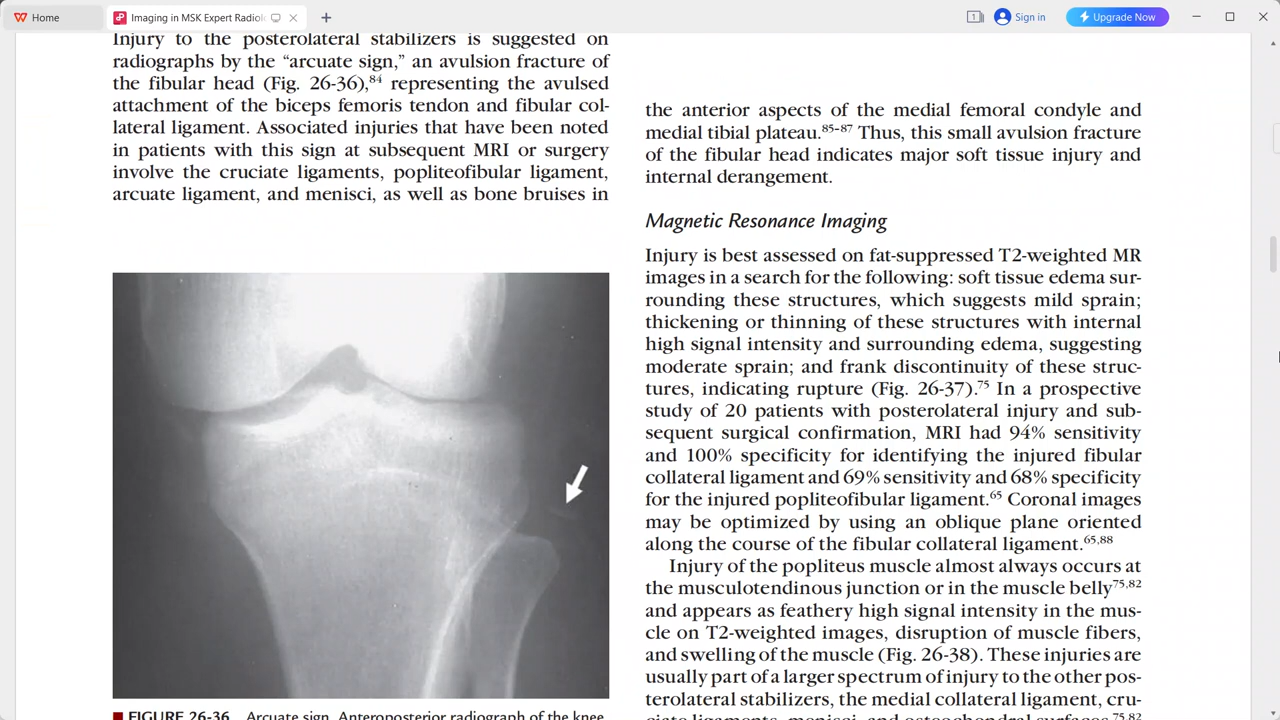 Home
Imaging in MSK Expert Radiol
1
Sign in
Upgrade Now
Injury to the posterolateral stabilizers is suggested on
radiographs by the “arcuate sign,” an avulsion fracture of
the fibular head (Fig. 26-36),84 representing the avulsed
attachment of the biceps femoris tendon and fibular col-
lateral ligament. Associated injuries that have been noted
in patients with this sign at subsequent MRI or surgery
involve the cruciate ligaments, popliteofibular ligament,
arcuate ligament, and menisci, as well as bone bruises in
FIGURE 26-36 Arcuate sign. Anteroposterior radiograph of the knee
the anterior aspects of the medial femoral condyle and
medial tibial plateau.85-87 Thus, this small avulsion fracture
of the fibular head indicates major soft tissue injury and
internal derangement.
Magnetic Resonance Imaging
Injury is best assessed on fat-suppressed T2-weighted MR
images in a search for the following: soft tissue edema sur-
rounding these structures, which suggests mild sprain;
thickening or thinning of these structures with internal
high signal intensity and surrounding edema, suggesting
moderate sprain; and frank discontinuity of these struc-
tures, indicating rupture (Fig. 26-37).75 In a prospective
study of 20 patients with posterolateral injury and sub-
sequent surgical confirmation, MRI had 94% sensitivity
and 100% specificity for identifying the injured fibular
collateral ligament and 69% sensitivity and 68% specificity
for the injured popliteofibular ligament.65 Coronal images
may be optimized by using an oblique plane oriented
along the course of the fibular collateral ligament.65,88
Injury of the popliteus muscle almost always occurs at
the musculotendinous junction or in the muscle belly75,82
and appears as feathery high signal intensity in the mus-
cle on T2-weighted images, disruption of muscle fibers,
and swelling of the muscle (Fig. 26-38). These injuries are
usually part of a larger spectrum of injury to the other pos-
terolateral stabilizers, the medial collateral ligament, cru-
ciate ligaments, menisci, and osteochondral surfaces.75,82